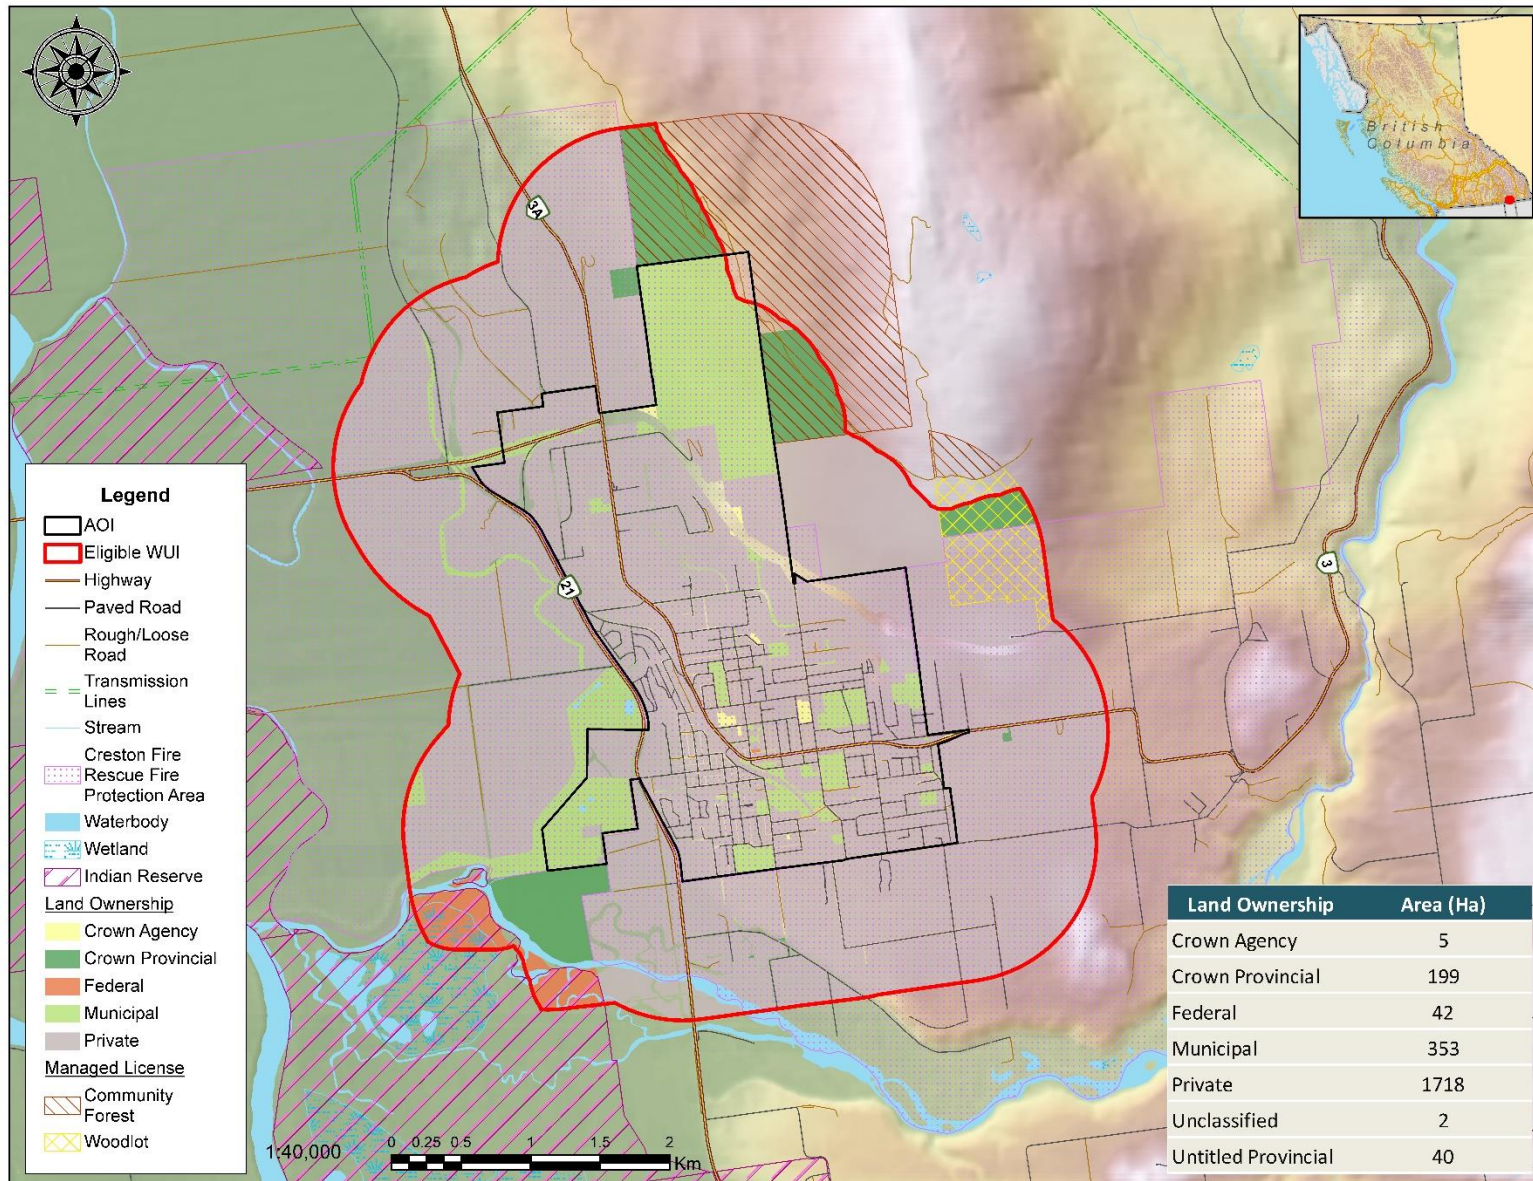 British
Columbia
3A
21
3
Legend
AOI
Eligible WUI
Highway
Paved Road
Rough/Loose
Road
Transmission
Lines
Stream
Creston Fire
Rescue Fire
Protection Area
Waterbody
Wetland
Indian Reserve
Land Ownership
Crown Agency
Crown Provincial
Federal
Municipal
Private
Managed License
Community
Forest
Woodlot
1:40,000
0 0.25 0.5 1 1.5 2
Km
Land Ownership Area (Ha)
Crown Agency 5
Crown Provincial 199
Federal 42
Municipal 353
Private 1718
Unclassified 2
Untitled Provincial 40